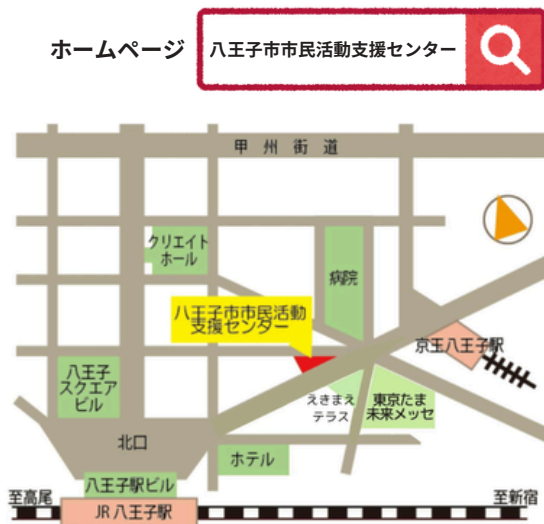 ホームページ
八王子市市民活動支援センター
甲州街道
クリエイト
ホール
病院
八王子市市民活動
支援センター
京王八王子駅
八王子
スクエア
ビル
えきまえ
テラス
東京たま
未来メッセ
北口
ホテル
八王子駅ビル
至高尾
至新宿
JR 八王子駅